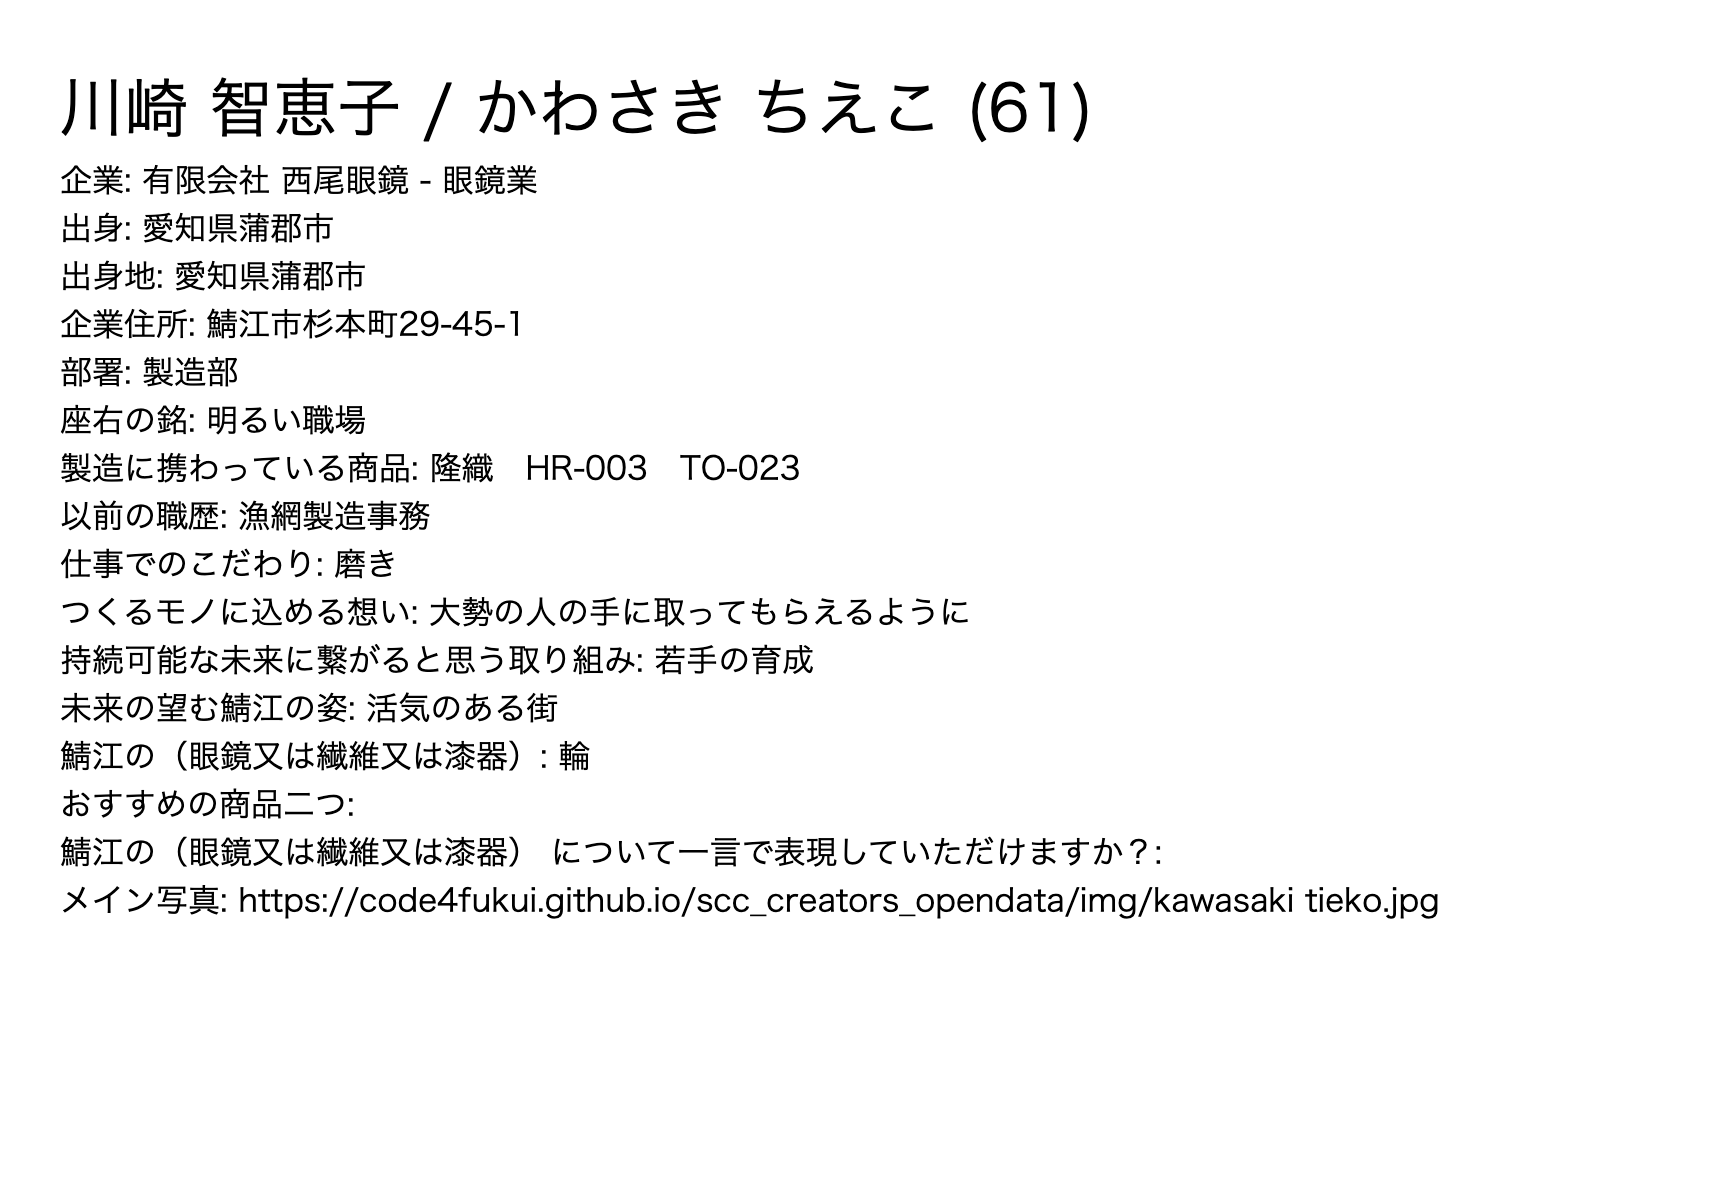 川崎 智恵子 / かわさき ちえこ (61)
企業: 有限会社 西尾眼鏡 - 眼鏡業
出身: 愛知県蒲郡市
出身地: 愛知県蒲郡市
企業住所: 鯖江市杉本町29-45-1
部署: 製造部
座右の銘: 明るい職場
製造に携わっている商品: 隆織　HR-003　TO-023
以前の職歴: 漁網製造事務
仕事でのこだわり: 磨き
つくるモノに込める想い: 大勢の人の手に取ってもらえるように
持続可能な未来に繋がると思う取り組み: 若手の育成
未来の望む鯖江の姿: 活気のある街
鯖江の（眼鏡又は繊維又は漆器）: 輪
おすすめの商品二つ:
鯖江の（眼鏡又は繊維又は漆器） について一言で表現していただけますか？:
メイン写真: https://code4fukui.github.io/scc_creators_opendata/img/kawasaki tieko.jpg